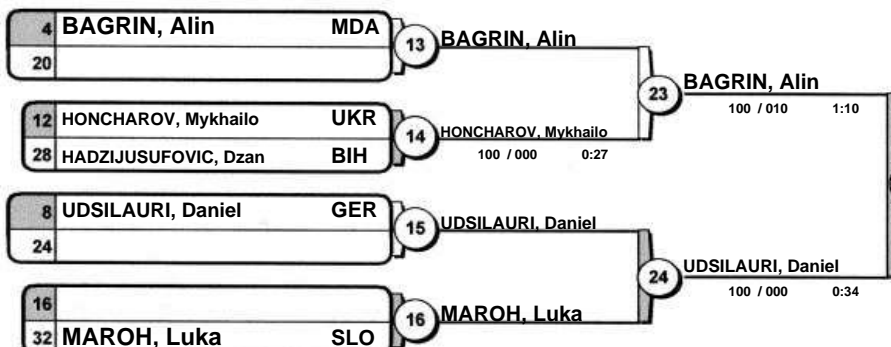 4 BAGRIN, Alin MDA
20
13 BAGRIN, Alin
12 HONCHAROV, Mykhailo UKR
28 HADZIJUSUFOVIC, Dzan BIH
14 HONCHAROV, Mykhailo
100 / 000 0:27
23 BAGRIN, Alin
100 / 010 1:10
8 UDSILAURI, Daniel GER
24
15 UDSILAURI, Daniel
16
32 MAROH, Luka SLO
16 MAROH, Luka
24 UDSILAURI, Daniel
100 / 000 0:34